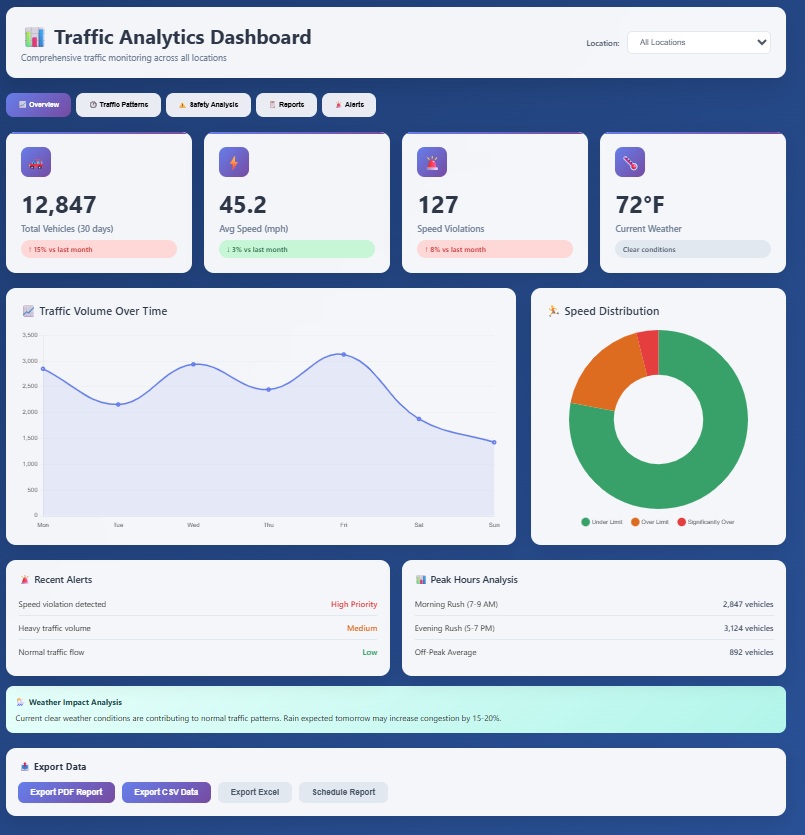 Traffic Analytics Dashboard
Comprehensive traffic monitoring across all locations
Location: All Locations
Overview Traffic Patterns Safety Analysis Reports Alerts
12,847
Total Vehicles (30 days)
↑ 15% vs last month
45.2
Avg Speed (mph)
↓ 3% vs last month
127
Speed Violations
↑ 8% vs last month
72°F
Current Weather
Clear conditions
Traffic Volume Over Time
3,500
3,000
2,500
2,000
1,500
1,000
500
0
Mon Tue Wed Thu Fri Sat Sun
Speed Distribution
Under Limit Over Limit Significantly Over
Recent Alerts
Speed violation detected High Priority
Heavy traffic volume Medium
Normal traffic flow Low
Peak Hours Analysis
Morning Rush (7-9 AM) 2,847 vehicles
Evening Rush (5-7 PM) 3,124 vehicles
Off-Peak Average 892 vehicles
Weather Impact Analysis
Current clear weather conditions are contributing to normal traffic patterns. Rain expected tomorrow may increase congestion by 15-20%.
Export Data
Export PDF Report Export CSV Data Export Excel Schedule Report